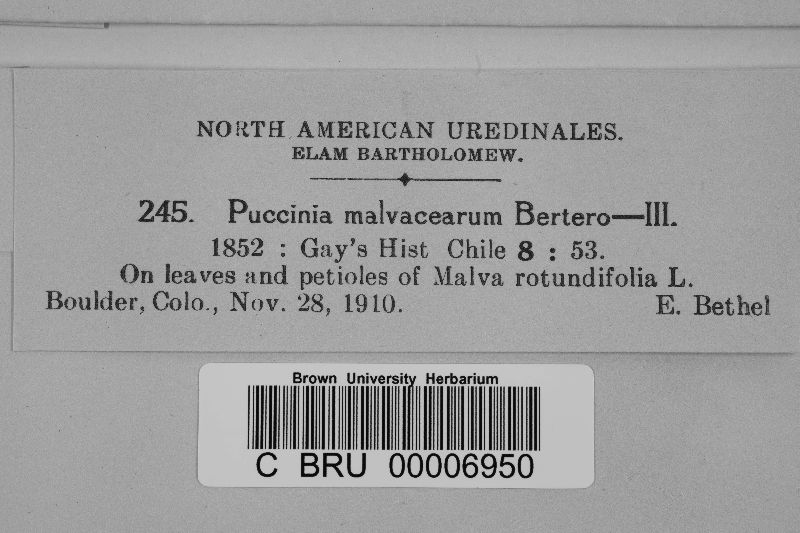 NORTH AMERICAN UREDINALES.
ELAM BARTHOLOMEW.
245. Puccinia malvacearum Bertero—III.
1852 : Gay's Hist Chile 8 : 53.
On leaves and petioles of Malva rotundifolia L.
Boulder, Colo., Nov. 28, 1910. E. Bethel
Brown University Herbarium
C BRU 00006950